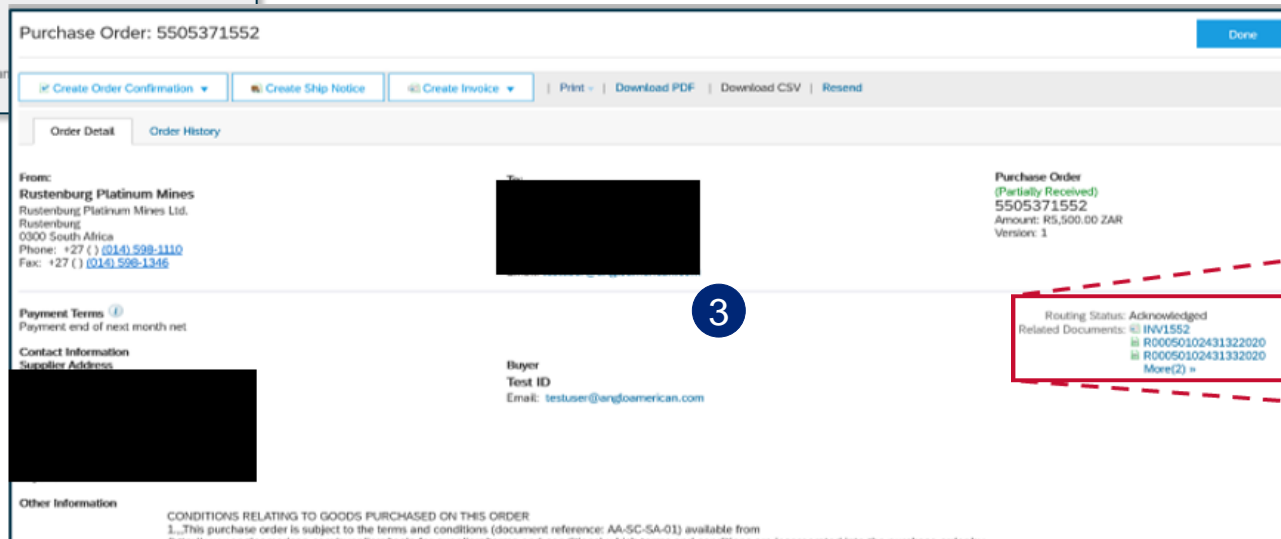 Purchase Order: 5505371552
Done
Create Order Confirmation
Create Ship Notice
Create Invoice
| Print | Download PDF | Download CSV | Resend
Order Detail
Order History
From:
Rustenburg Platinum Mines
Rustenburg Platinum Mines Ltd.
Rustenburg
0300 South Africa
Phone: +27 ( ) (014) 598-1110
Fax: +27 ( ) (014) 598-1346
To:
Purchase Order
(Partially Received)
5505371552
Amount: R5,500.00 ZAR
Version: 1
Payment Terms
Payment end of next month net
3
Routing Status: Acknowledged
Related Documents: INV1552
R00050102431322020
R00050102431332020
More(2) »
Contact Information
Supplier Address
Buyer
Test ID
Email: testuser@angloamerican.com
Other Information
CONDITIONS RELATING TO GOODS PURCHASED ON THIS ORDER
1...This purchase order is subject to the terms and conditions (document reference: AA-SC-SA-01) available from